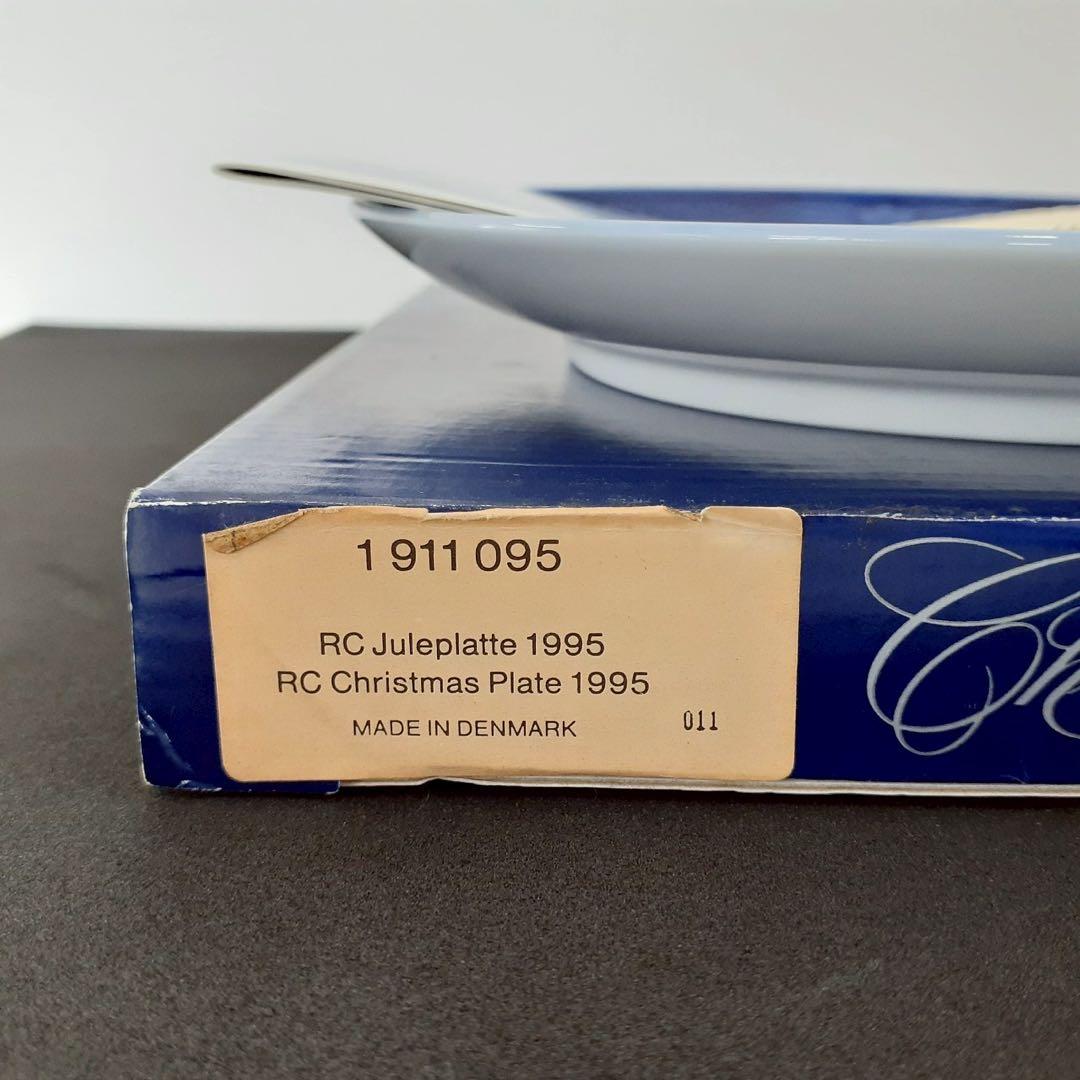 1 911 095
RC Juleplatte 1995
RC Christmas Plate 1995
MADE IN DENMARK
011